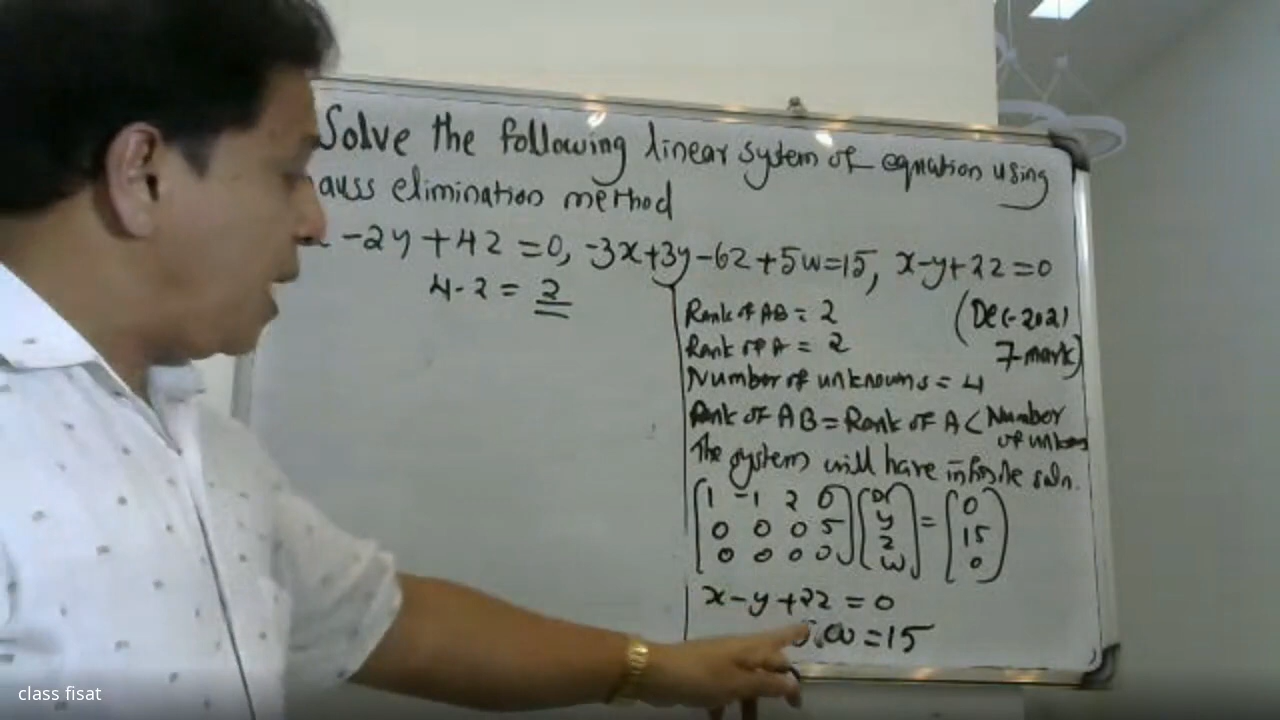 Solve the following linear system of equation using
auss elimination method
-2y+4z=0, -3x+3y-6z+5w=15, x-y+2z=0
4-2=2
(Dec-2021
7 mark)
Rank of AB = 2
Rank of A = 2
Number of unknowns = 4
Rank of AB = Rank of A < Number
of unkns
The system will have infinite soln.
1 -1 2 0 x 0
0 0 0 5 y = 15
0 0 0 0 z 0
w
x-y+2z=0
5w=15
class fisat